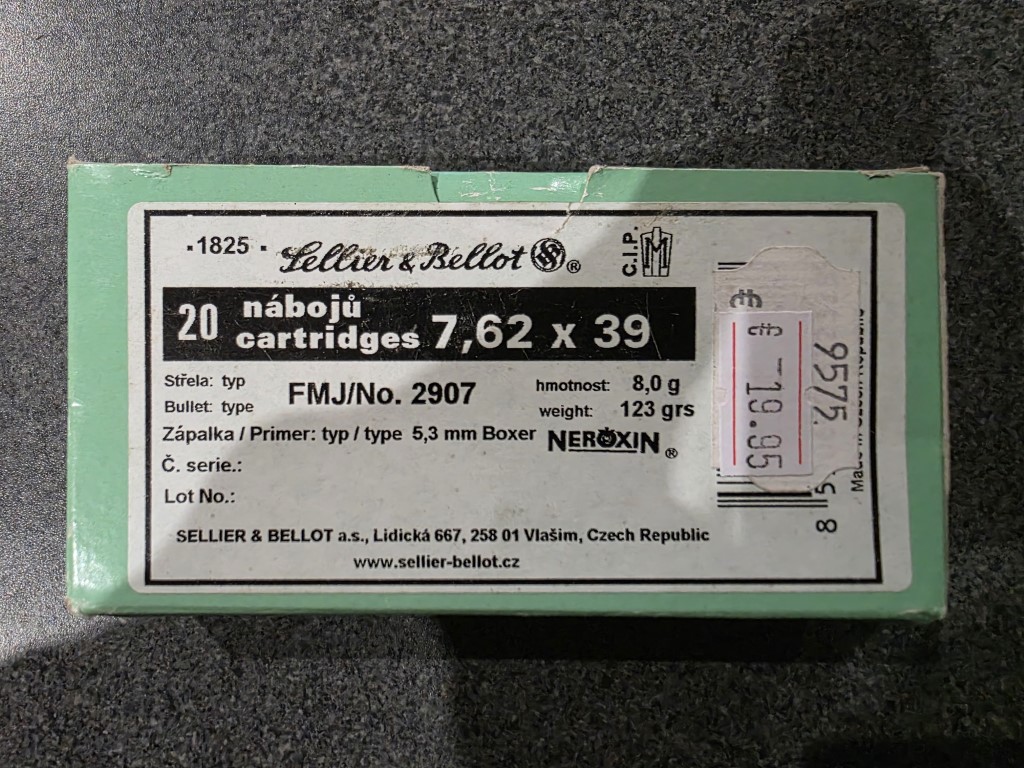 ·1825·
Sellier & Bellot ®
C.I.P.
20 nábojů
cartridges 7,62 x 39
Střela: typ
Bullet: type
FMJ/No. 2907
hmotnost: 8,0 g
weight: 123 grs
Zápalka / Primer: typ / type 5,3 mm Boxer NEROXIN ®
Č. serie.:
Lot No.:
SELLIER & BELLOT a.s., Lidická 667, 258 01 Vlašim, Czech Republic
www.sellier-bellot.cz
9575.
€ -19.95
8 5